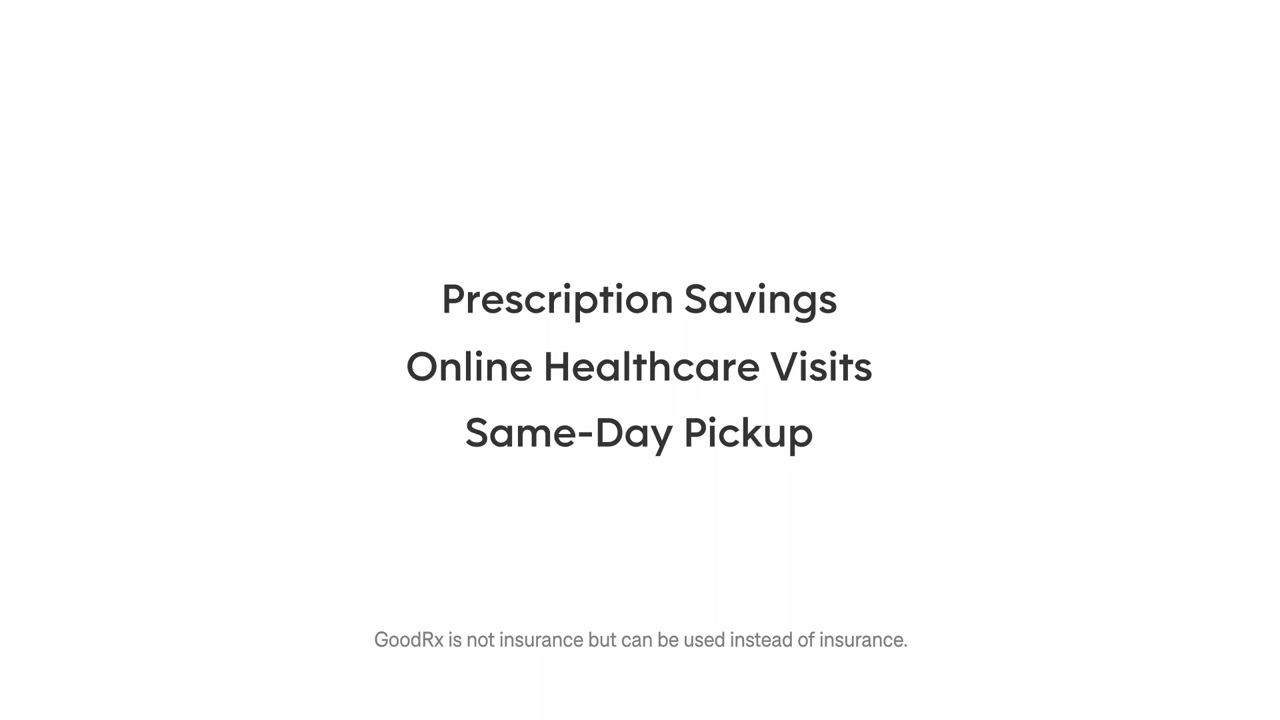 Prescription Savings
Online Healthcare Visits
Same-Day Pickup
GoodRx is not insurance but can be used instead of insurance.